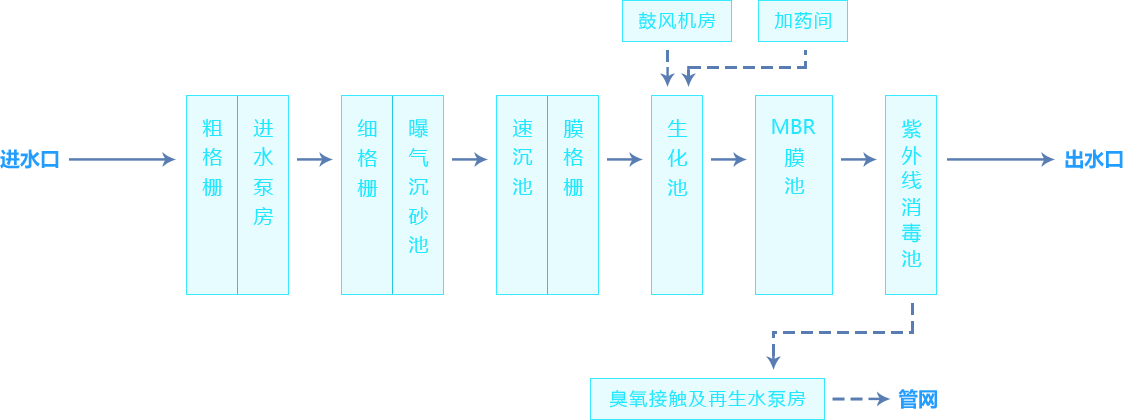 鼓风机房
加药间
进水口
粗格栅
进水泵房
细格栅
曝气沉砂池
速沉池
膜格栅
生化池
MBR膜池
紫外线消毒池
出水口
臭氧接触及再生水泵房
管网